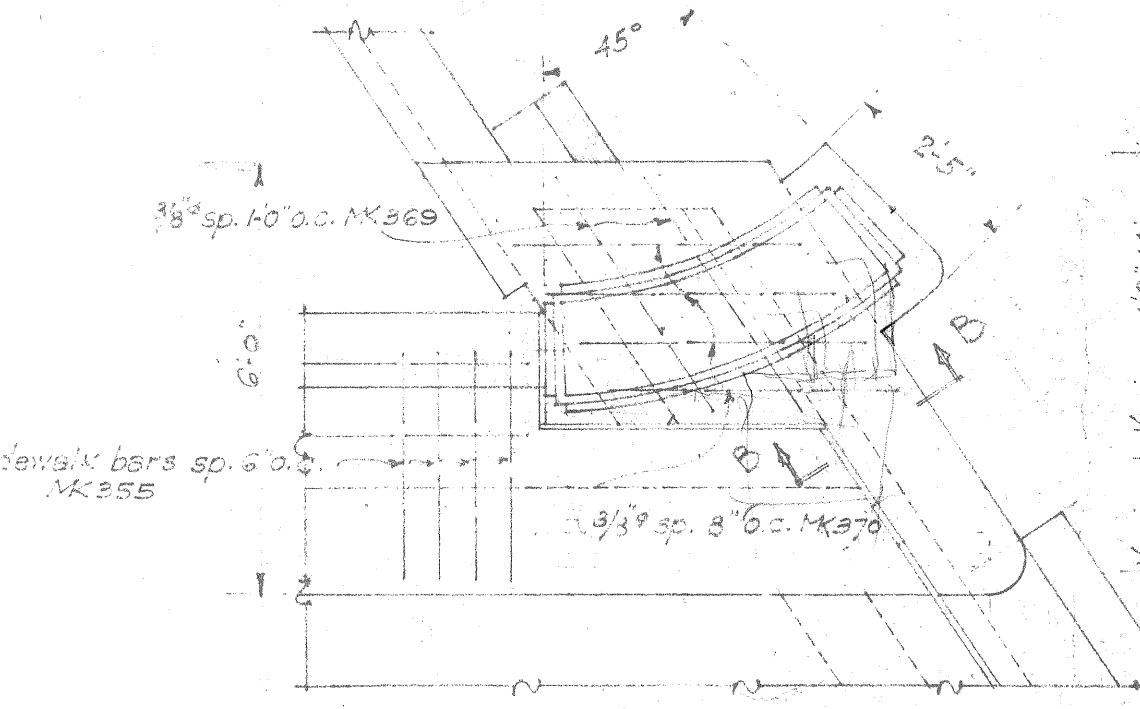 45°
2'-5"
3/8"ø sp. 1'-0" o.c. MK369
6'-0"
B
dewalk bars sp. 6" o.c.
MK355
B
3/8"ø sp. 8" o.c. MK370